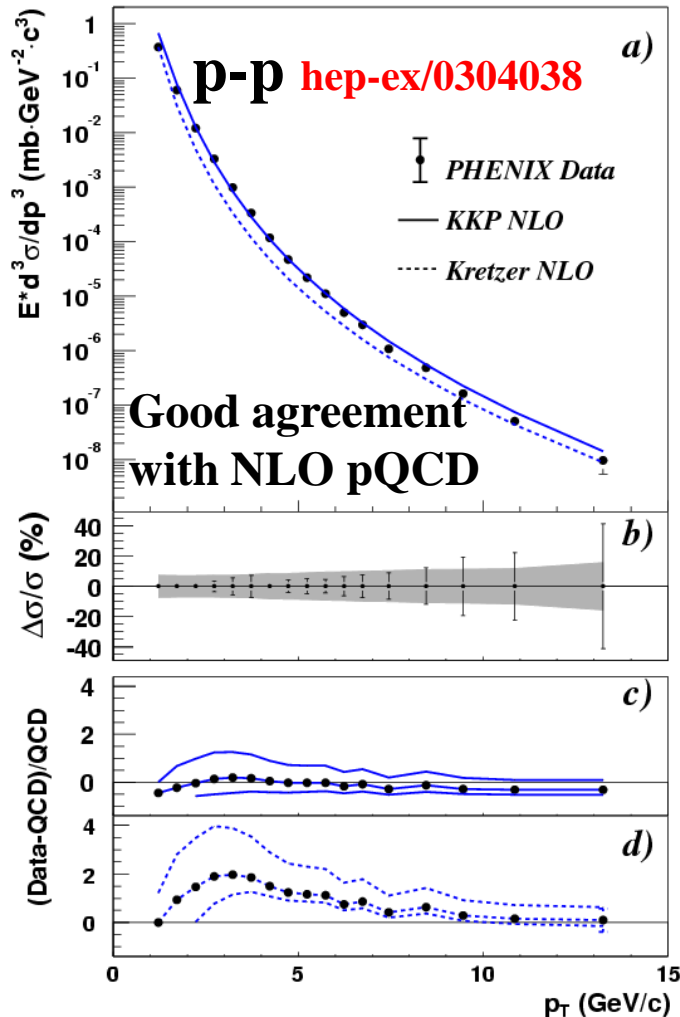 E*d³σ/dp³ (mb·GeV⁻²·c³)
1
10⁻¹
10⁻²
10⁻³
10⁻⁴
10⁻⁵
10⁻⁶
10⁻⁷
10⁻⁸
a)
p-p hep-ex/0304038
PHENIX Data
KKP NLO
Kretzer NLO
Good agreement
with NLO pQCD
Δσ/σ (%)
40
20
0
-20
-40
b)
(Data-QCD)/QCD
4
2
0
c)
4
2
0
d)
0 5 10 15
p_T (GeV/c)